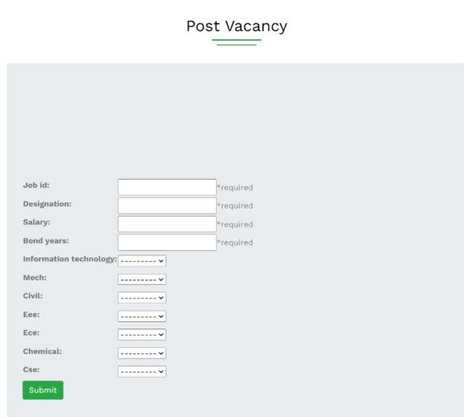 Post Vacancy
Job id: *required
Designation: *required
Salary: *required
Bond years: *required
Information technology: ---------
Mech: ---------
Civil: ---------
Eee: ---------
Ece: ---------
Chemical: ---------
Cse: ---------
Submit